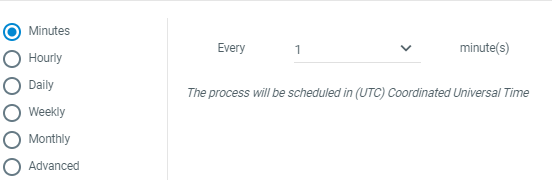 Minutes
Hourly
Daily
Weekly
Monthly
Advanced
Every 1 minute(s)
The process will be scheduled in (UTC) Coordinated Universal Time